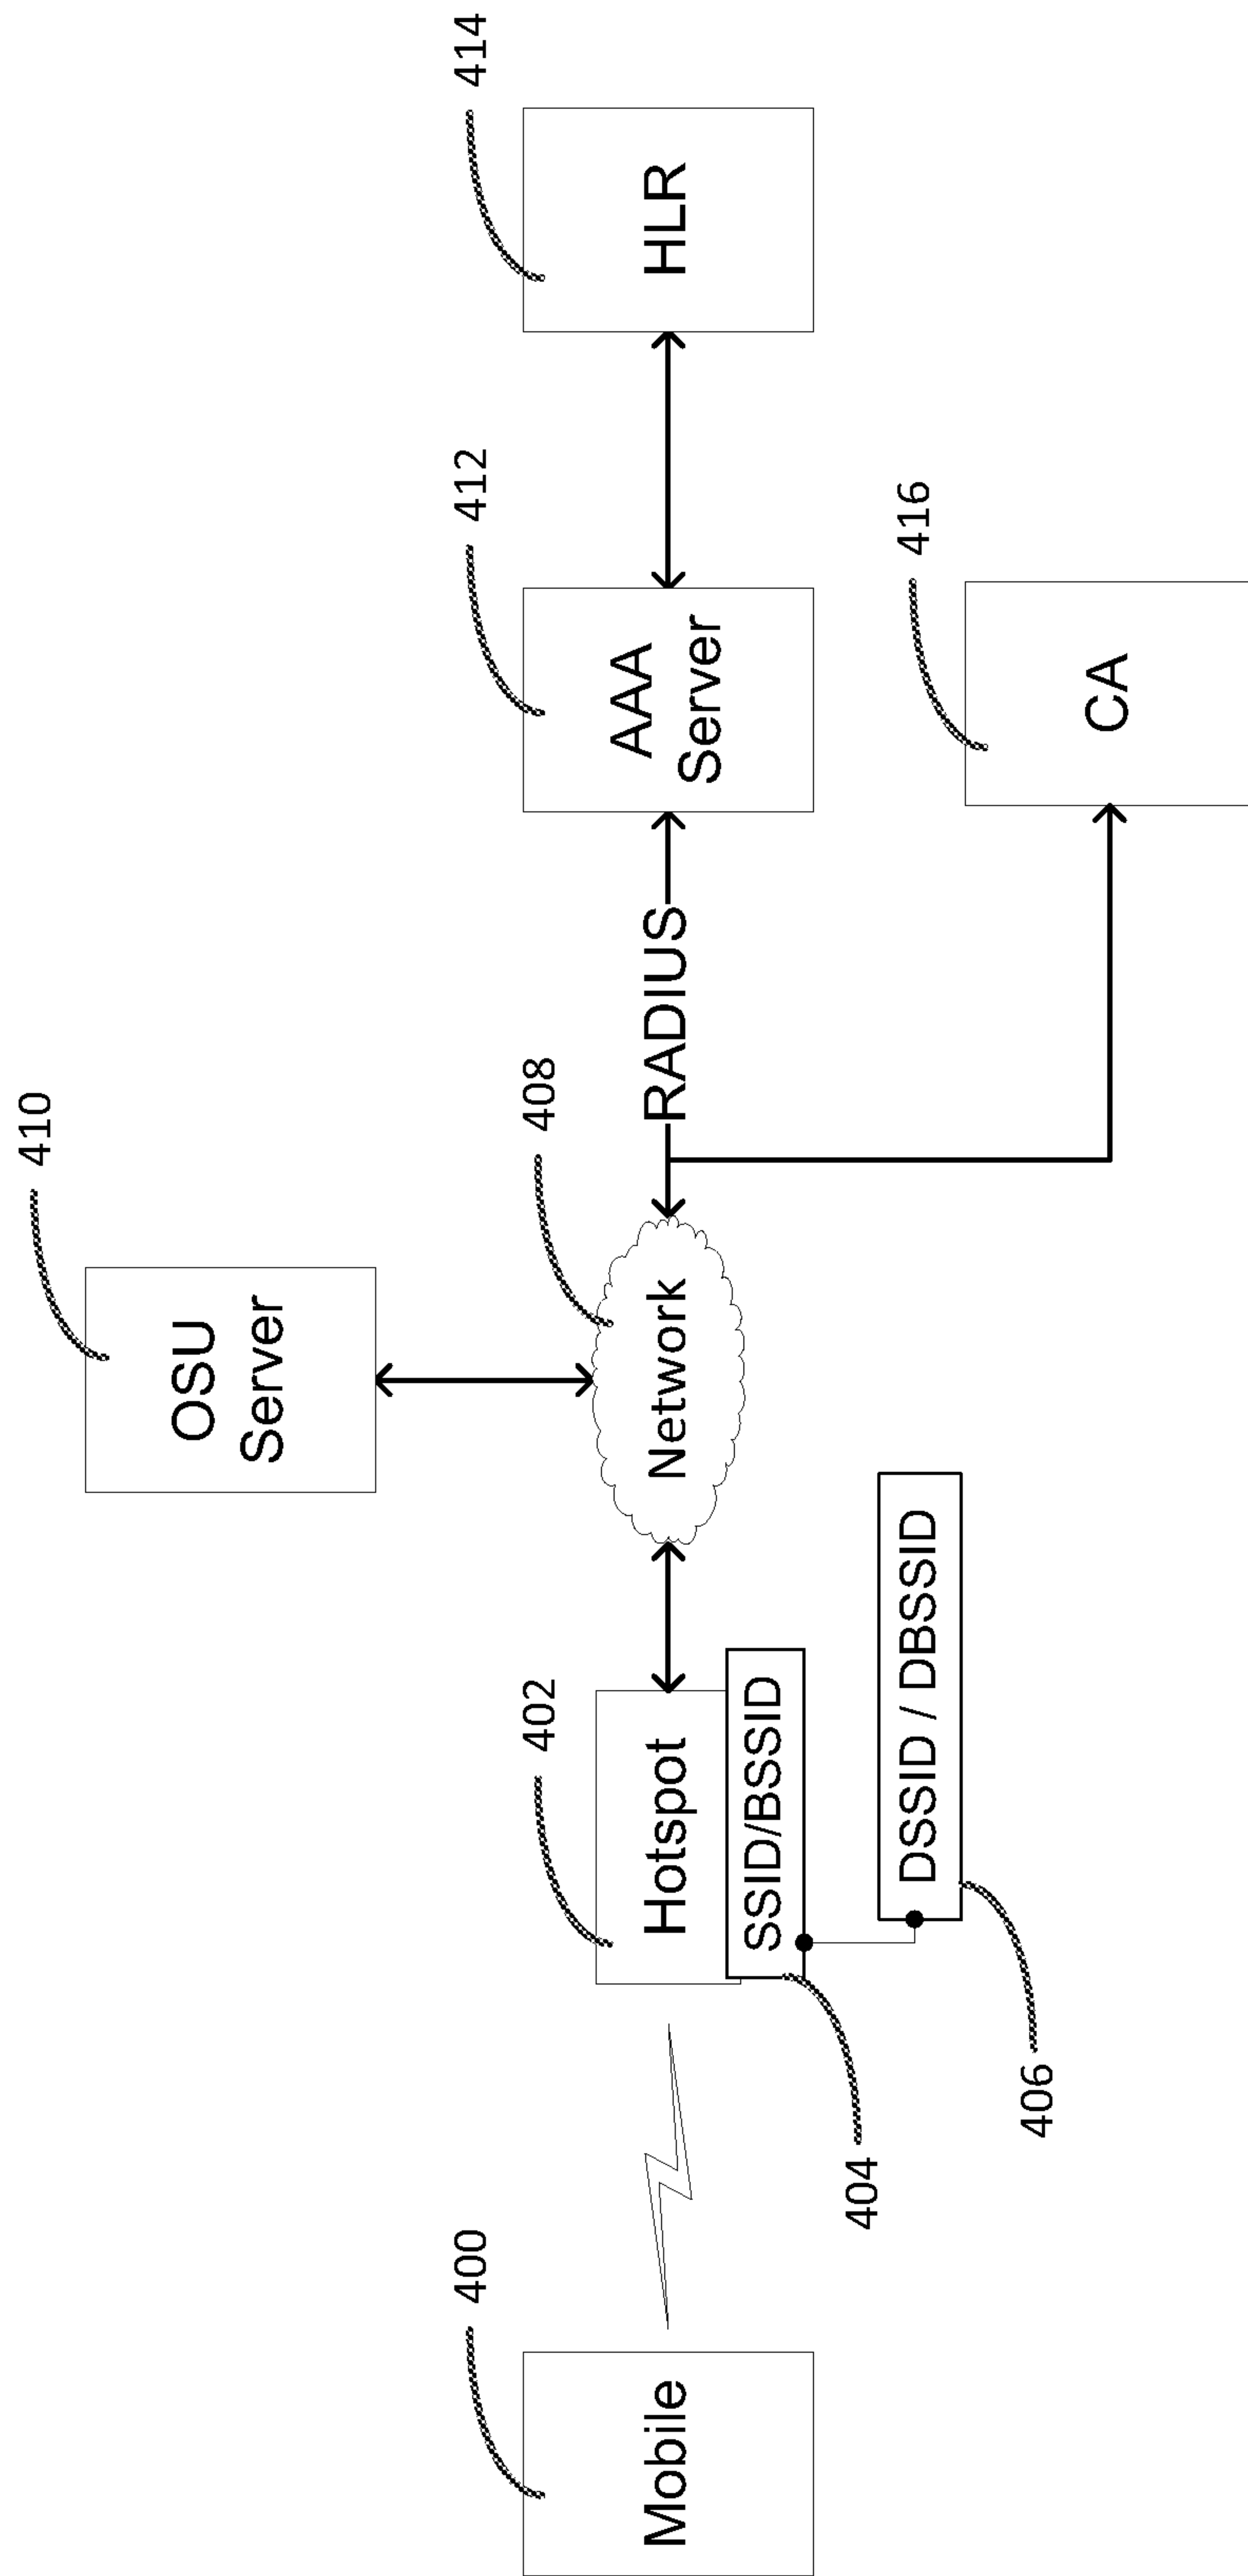 410
OSU
Server
400
Mobile
402
Hotspot
SSID/BSSID
404
DSSID / DBSSID
406
408
Network
RADIUS
412
AAA
Server
414
HLR
416
CA